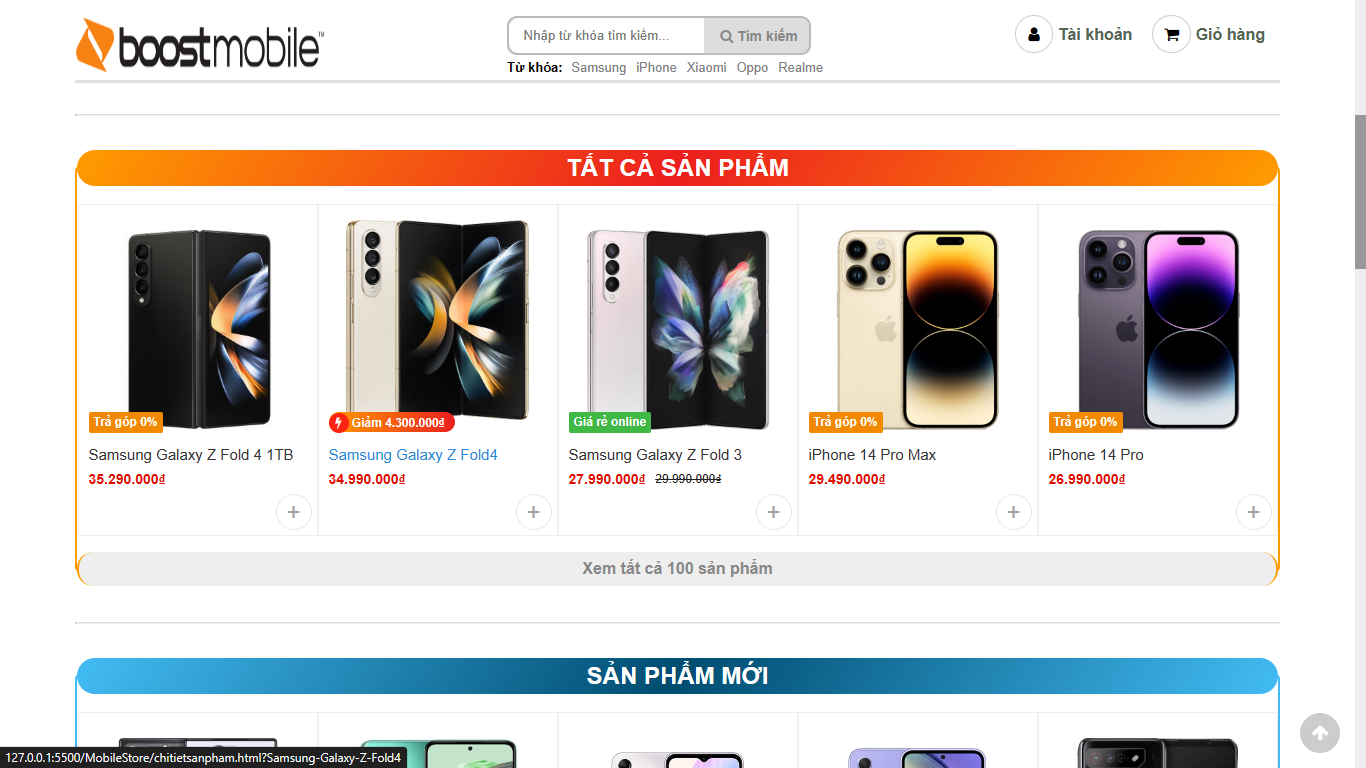 boostmobile™
Nhập từ khóa tìm kiếm...
Tìm kiếm
Tài khoản
Giỏ hàng
Từ khóa: Samsung iPhone Xiaomi Oppo Realme
TẤT CẢ SẢN PHẨM
Trả góp 0%
Giảm 4.300.000₫
Giá rẻ online
Trả góp 0%
Trả góp 0%
Samsung Galaxy Z Fold 4 1TB
35.290.000₫
Samsung Galaxy Z Fold4
34.990.000₫
Samsung Galaxy Z Fold 3
27.990.000₫ 29.990.000₫
iPhone 14 Pro Max
29.490.000₫
iPhone 14 Pro
26.990.000₫
Xem tất cả 100 sản phẩm
SẢN PHẨM MỚI
127.0.0.1:5500/MobileStore/chitietsanpham.html?Samsung-Galaxy-Z-Fold4